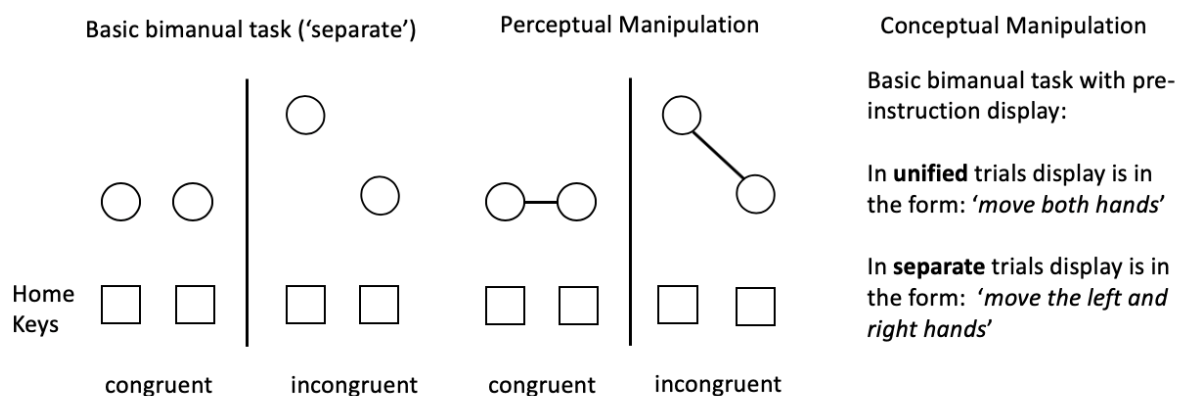 Basic bimanual task (‘separate’)
Perceptual Manipulation
Conceptual Manipulation
Basic bimanual task with pre-
instruction display:
In unified trials display is in
the form: ‘move both hands’
In separate trials display is in
the form: ‘move the left and
right hands’
Home
Keys
congruent
incongruent
congruent
incongruent